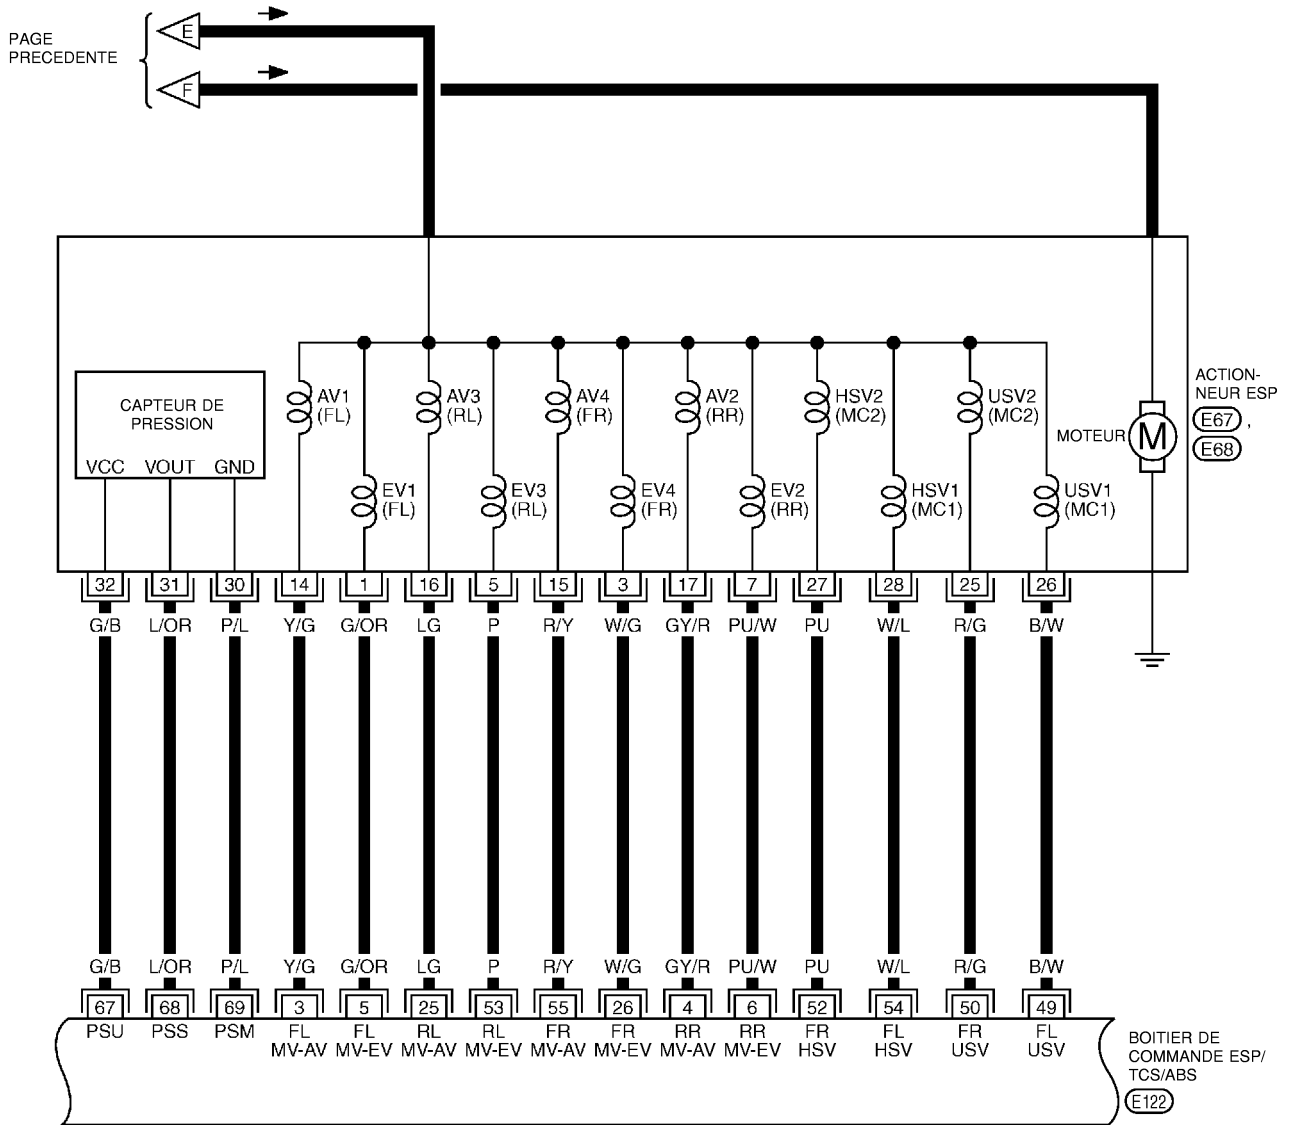 PAGE
PRECEDENTE
E
F
CAPTEUR DE
PRESSION
VCC VOUT GND
AV1
(FL)
AV3
(RL)
AV4
(FR)
AV2
(RR)
HSV2
(MC2)
USV2
(MC2)
EV1
(FL)
EV3
(RL)
EV4
(FR)
EV2
(RR)
HSV1
(MC1)
USV1
(MC1)
MOTEUR
M
ACTION-
NEUR ESP
E67 ,
E68
32 31 30 14 1 16 5 15 3 17 7 27 28 25 26
G/B L/OR P/L Y/G G/OR LG P R/Y W/G GY/R PU/W PU W/L R/G B/W
G/B L/OR P/L Y/G G/OR LG P R/Y W/G GY/R PU/W PU W/L R/G B/W
67 68 69 3 5 25 53 55 26 4 6 52 54 50 49
PSU PSS PSM FL FL RL RL FR FR RR RR FR FL FR FL
MV-AV MV-EV MV-AV MV-EV MV-AV MV-EV MV-AV MV-EV HSV HSV USV USV
BOITIER DE
COMMANDE ESP/
TCS/ABS
E122